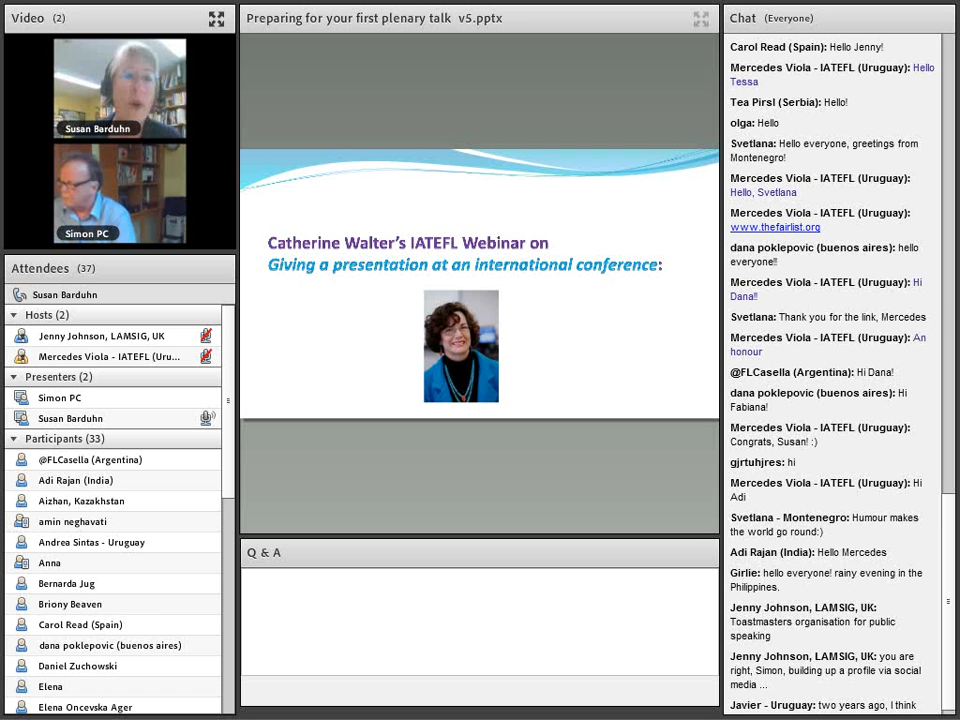 Video (2)
Susan Barduhn
Simon PC
Attendees (37)
Susan Barduhn
Hosts (2)
Jenny Johnson, LAMSIG, UK
Mercedes Viola - IATEFL (Uru...
Presenters (2)
Simon PC
Susan Barduhn
Participants (33)
@FLCasella (Argentina)
Adi Rajan (India)
Aizhan, Kazakhstan
amin neghavati
Andrea Sintas - Uruguay
Anna
Bernarda Jug
Briony Beaven
Carol Read (Spain)
dana poklepovic (buenos aires)
Daniel Zuchowski
Elena
Elena Oncevska Ager
Preparing for your first plenary talk v5.pptx
Catherine Walter's IATEFL Webinar on
Giving a presentation at an international conference:
Q & A
Chat (Everyone)
Carol Read (Spain): Hello Jenny!
Mercedes Viola - IATEFL (Uruguay): Hello
Tessa
Tea Pirsl (Serbia): Hello!
olga: Hello
Svetlana: Hello everyone, greetings from
Montenegro!
Mercedes Viola - IATEFL (Uruguay):
Hello, Svetlana
Mercedes Viola - IATEFL (Uruguay):
www.thefairlist.org
dana poklepovic (buenos aires): hello
everyone!!
Mercedes Viola - IATEFL (Uruguay): Hi
Dana!!
Svetlana: Thank you for the link, Mercedes
Mercedes Viola - IATEFL (Uruguay): An
honour
@FLCasella (Argentina): Hi Dana!
dana poklepovic (buenos aires): Hi
Fabiana!
Mercedes Viola - IATEFL (Uruguay):
Congrats, Susan! :)
gjrtuhjres: hi
Mercedes Viola - IATEFL (Uruguay): Hi
Adi
Svetlana - Montenegro: Humour makes
the world go round:)
Adi Rajan (India): Hello Mercedes
Girlie: hello everyone! rainy evening in the
Philippines.
Jenny Johnson, LAMSIG, UK:
Toastmasters organisation for public
speaking
Jenny Johnson, LAMSIG, UK: you are
right, Simon, building up a profile via social
media ...
Javier - Uruguay: two years ago, I think